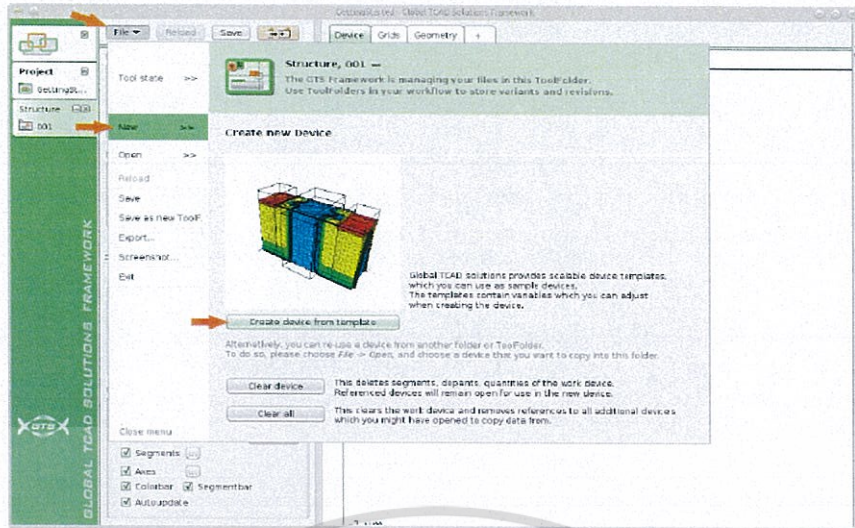 GettingStarted - Global TCAD Solutions Framework
File
Reload
Save
Device
Grids
Geometry
+
Project
GettingSt...
Structure
001
Tool state >>
New >>
Open >>
Reload
Save
Save as new ToolF.
Export...
Screenshot...
Exit
Close menu
Structure, 001 —
The GTS Framework is managing your files in this ToolFolder.
Use ToolFolders in your workflow to store variants and revisions.
Create new Device
Global TCAD solutions provides scalable device templates,
which you can use as sample devices.
The templates contain variables which you can adjust
when creating the device.
Create device from template
Alternatively, you can re-use a device from another folder or ToolFolder.
To do so, please choose File -> Open, and choose a device that you want to copy into this folder.
Clear device
This deletes segments, dopants, quantities of the work device.
Referenced devices will remain open for use in the new device.
Clear all
This clears the work device and removes references to all additional devices
which you might have opened to copy data from.
Segments
Axes
Colorbar
Segmentbar
Autoupdate
GTS
GLOBAL TCAD SOLUTIONS FRAMEWORK